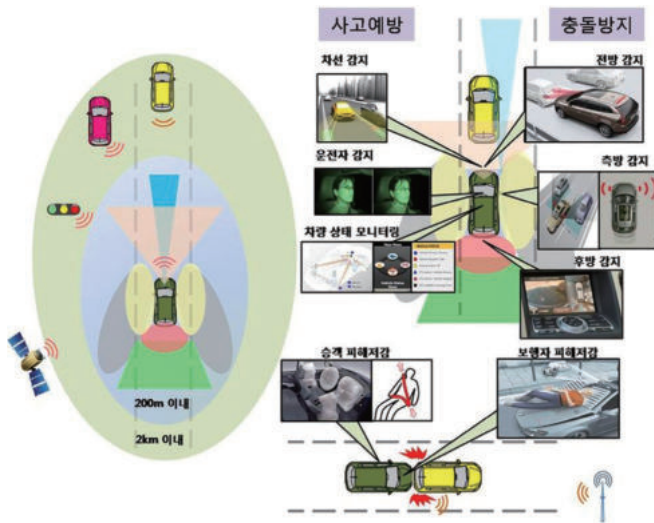 사고예방
충돌방지
차선 감지
전방 감지
운전자 감지
측방 감지
차량 상태 모니터링
후방 감지
승객 피해저감
보행자 피해저감
200m 이내
2km 이내